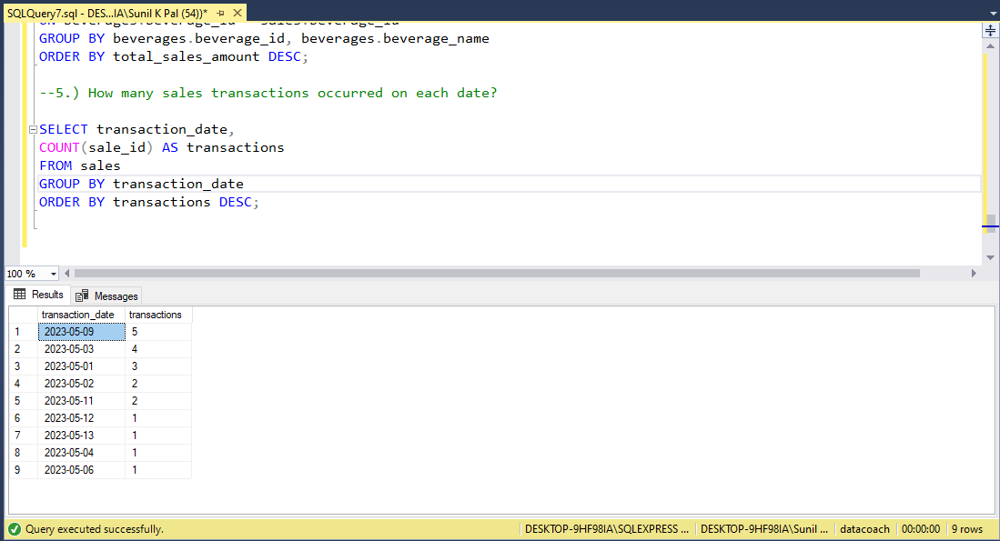 SQLQuery7.sql - DES...IA\Sunil K Pal (54))*
GROUP BY beverages.beverage_id, beverages.beverage_name
ORDER BY total_sales_amount DESC;
--5.) How many sales transactions occurred on each date?
SELECT transaction_date,
COUNT(sale_id) AS transactions
FROM sales
GROUP BY transaction_date
ORDER BY transactions DESC;
100 %
Results Messages
transaction_date transactions
1 2023-05-09 5
2 2023-05-03 4
3 2023-05-01 3
4 2023-05-02 2
5 2023-05-11 2
6 2023-05-12 1
7 2023-05-13 1
8 2023-05-04 1
9 2023-05-06 1
Query executed successfully. DESKTOP-9HF98IA\SQLEXPRESS ... DESKTOP-9HF98IA\Sunil ... datacoach 00:00:00 9 rows